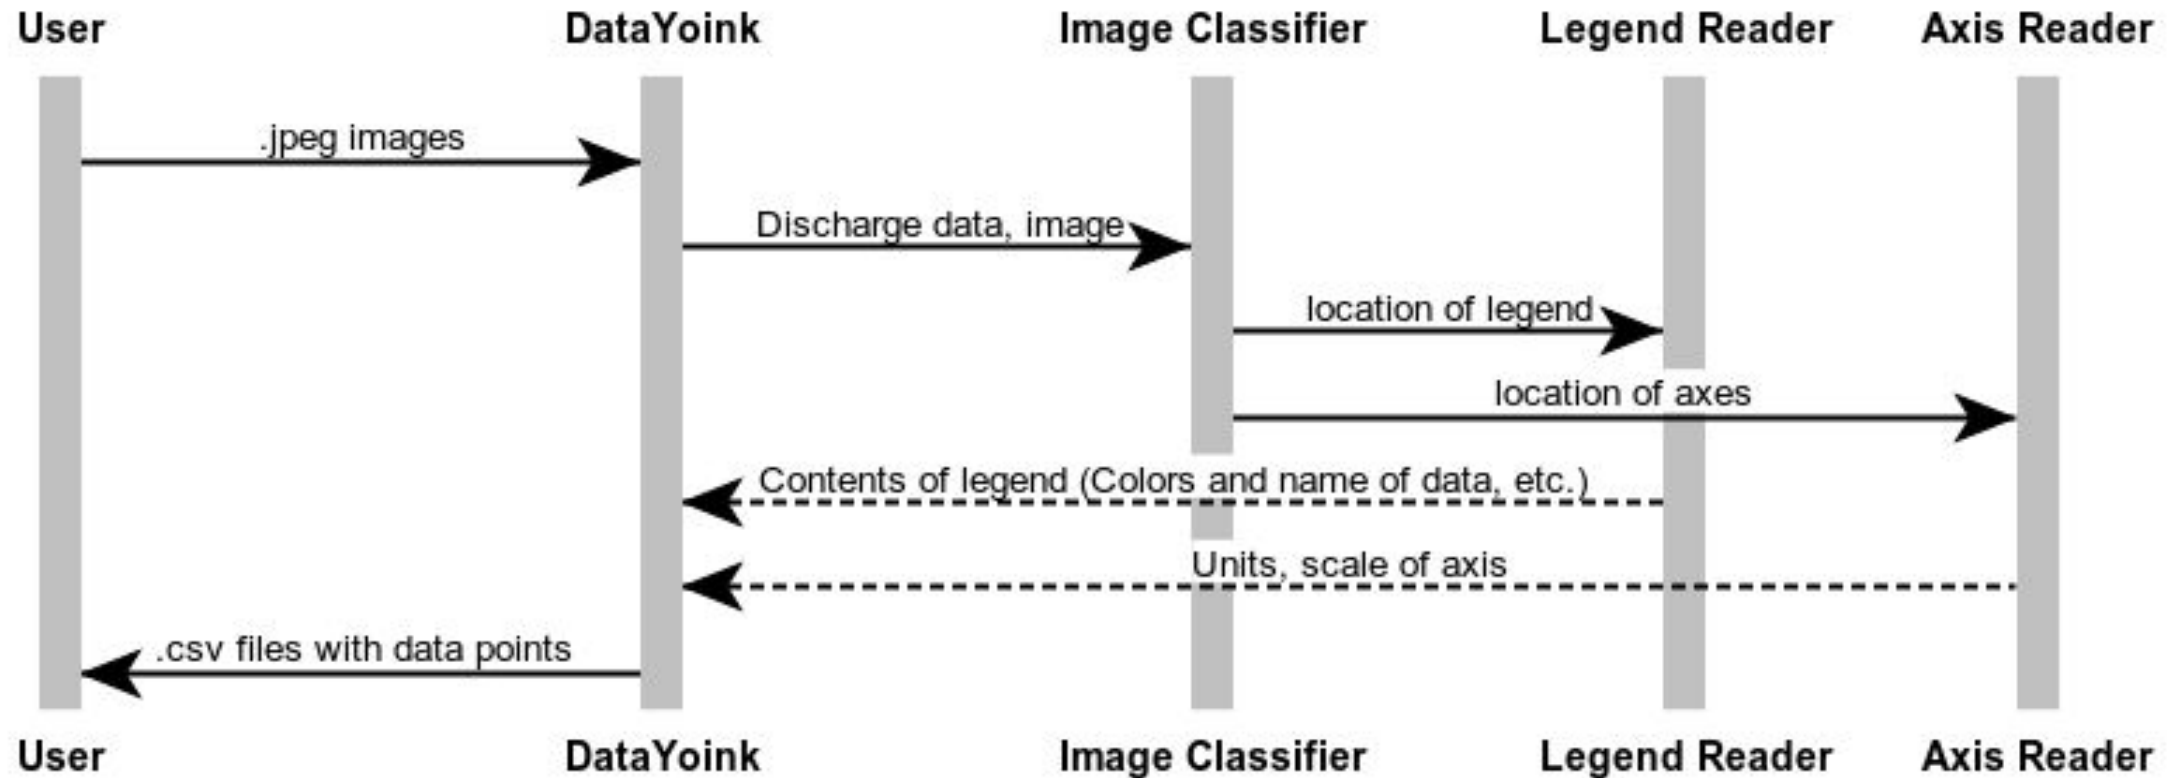 User DataYoink Image Classifier Legend Reader Axis Reader
.jpeg images
Discharge data, image
location of legend
location of axes
Contents of legend (Colors and name of data, etc.)
Units, scale of axis
.csv files with data points
User DataYoink Image Classifier Legend Reader Axis Reader